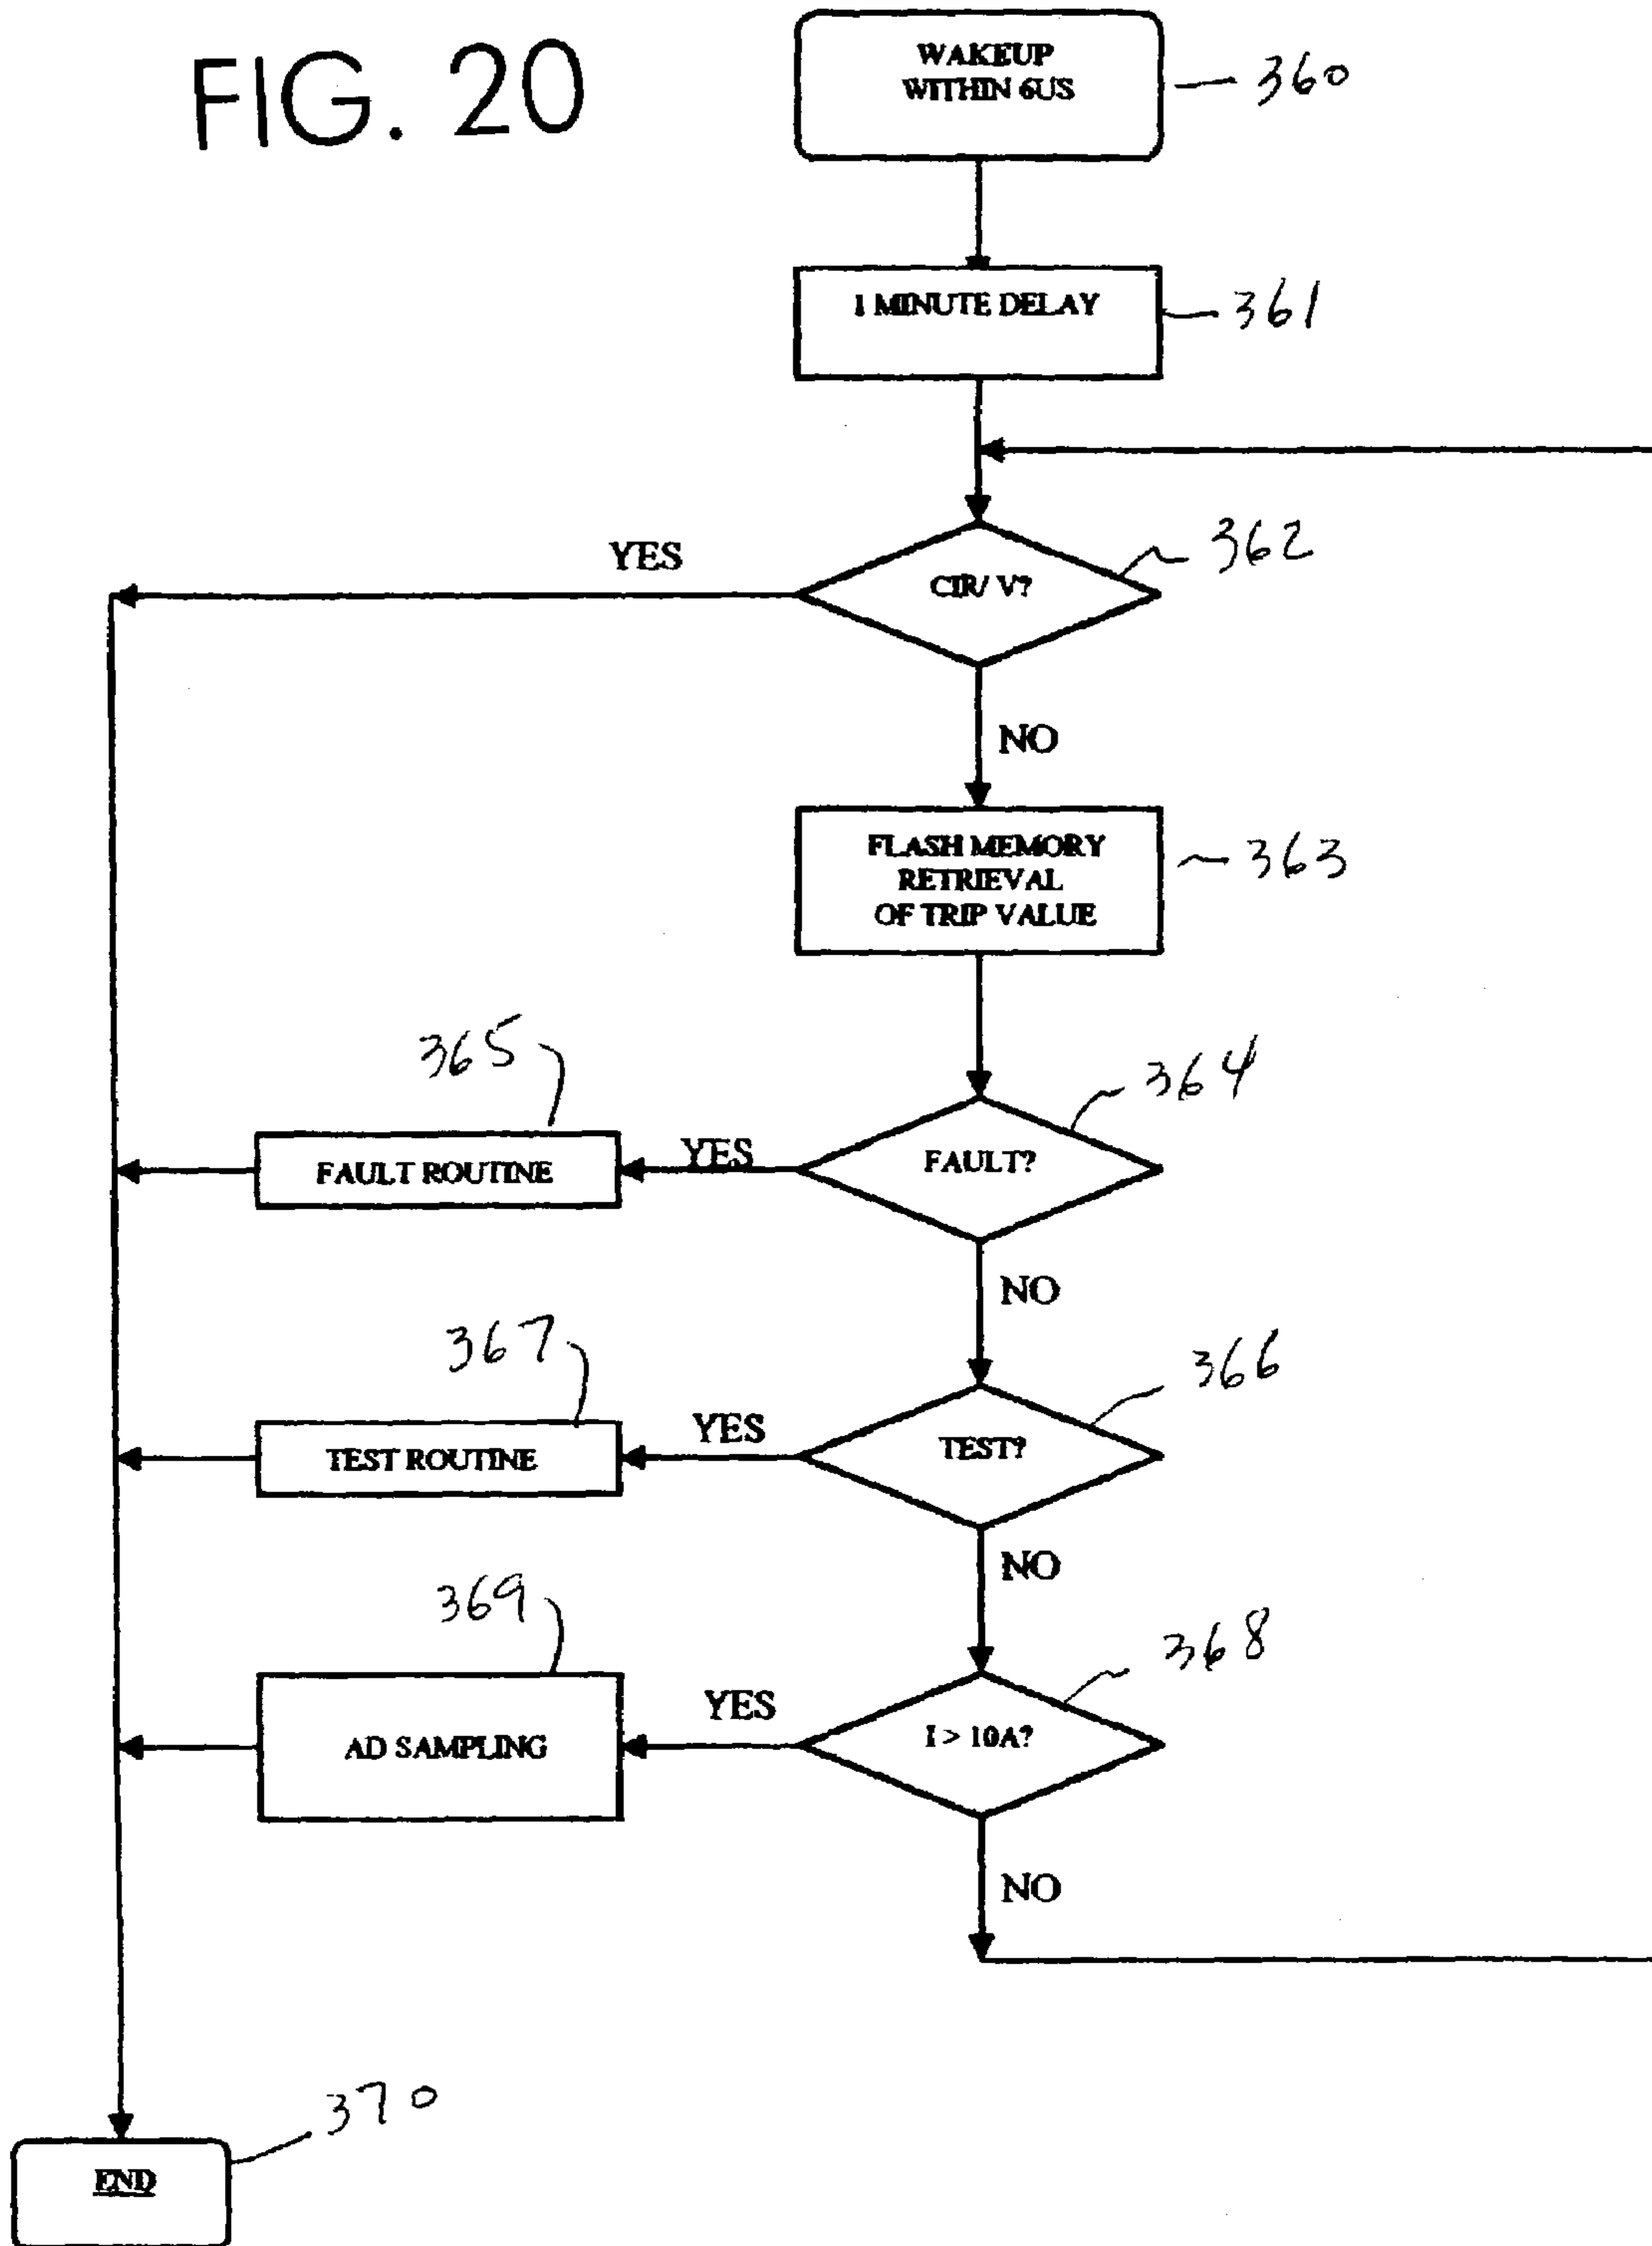 FIG. 20
WAKEUP
WITHIN 6US
360
1 MINUTE DELAY
361
362
YES
CIR/ V?
NO
FLASH MEMORY
RETRIEVAL
OF TRIP VALUE
363
365
364
FAULT ROUTINE
YES
FAULT?
NO
367
366
TEST ROUTINE
YES
TEST?
NO
369
368
AD SAMPLING
YES
I > 10A?
NO
370
END